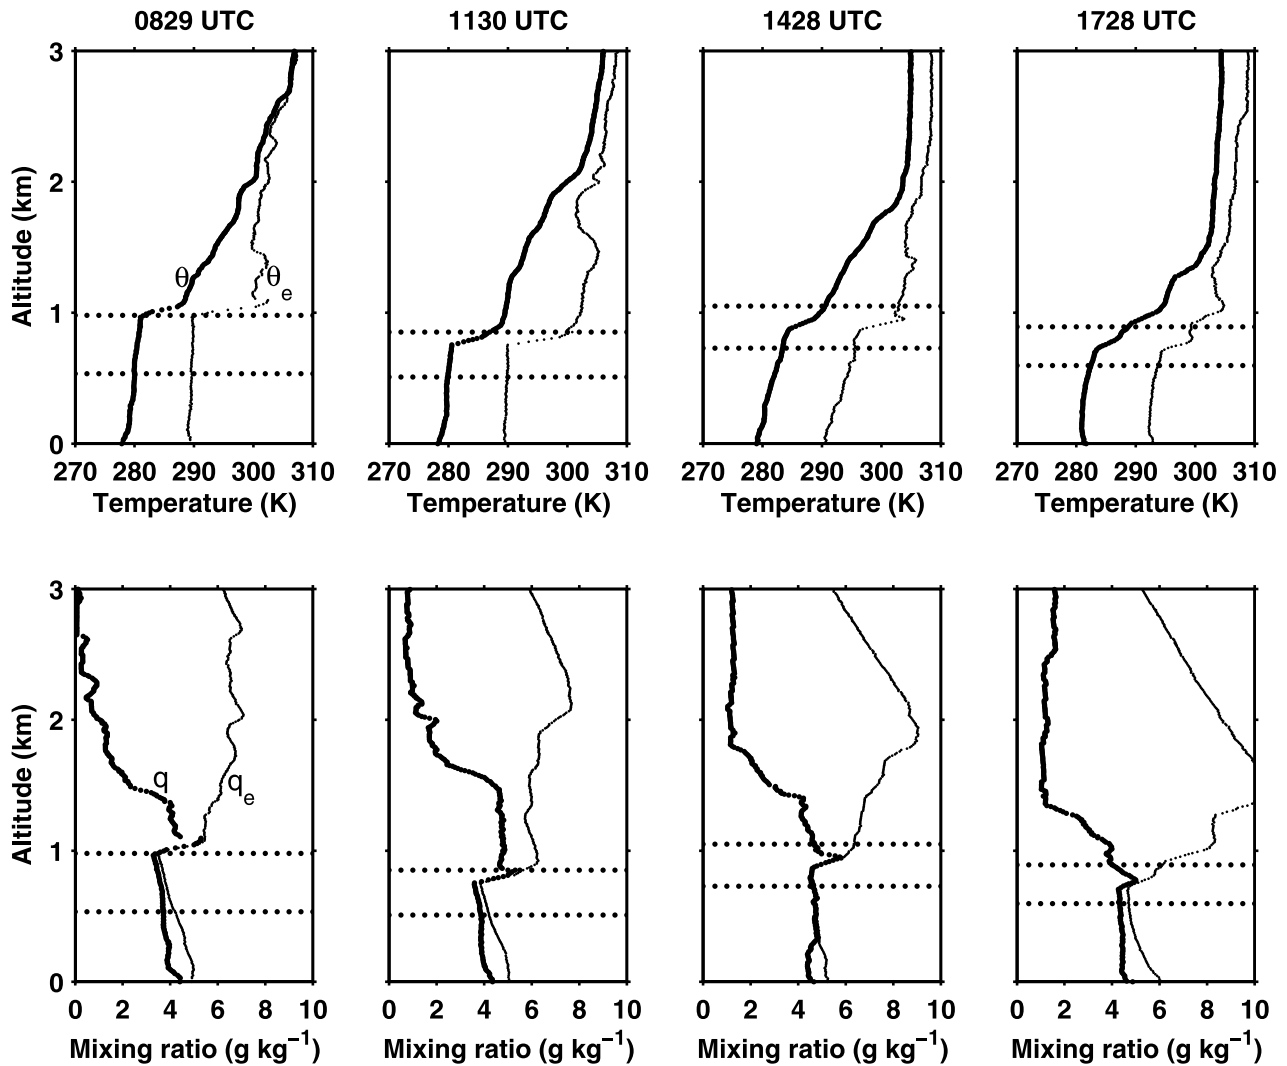 0829 UTC 1130 UTC 1428 UTC 1728 UTC
3
2
1
0
Altitude (km)
θ
θe
270 280 290 300 310 270 280 290 300 310 270 280 290 300 310 270 280 290 300 310
Temperature (K) Temperature (K) Temperature (K) Temperature (K)
3
2
1
0
Altitude (km)
q
qe
0 2 4 6 8 10 0 2 4 6 8 10 0 2 4 6 8 10 0 2 4 6 8 10
Mixing ratio (g kg−1) Mixing ratio (g kg−1) Mixing ratio (g kg−1) Mixing ratio (g kg−1)